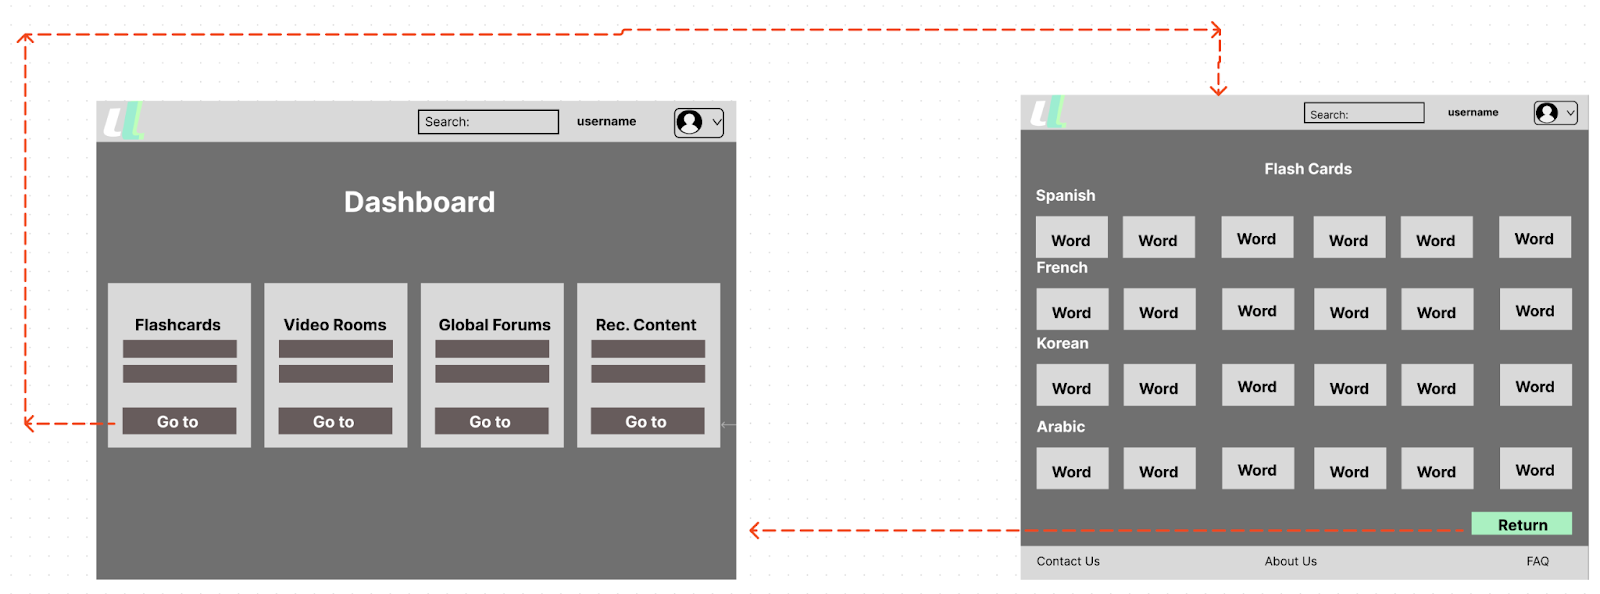 Search:
username
Dashboard
Flashcards
Video Rooms
Global Forums
Rec. Content
Go to
Go to
Go to
Go to
Search:
username
Flash Cards
Spanish
Word Word Word Word Word Word
French
Word Word Word Word Word Word
Korean
Word Word Word Word Word Word
Arabic
Word Word Word Word Word Word
Return
Contact Us
About Us
FAQ